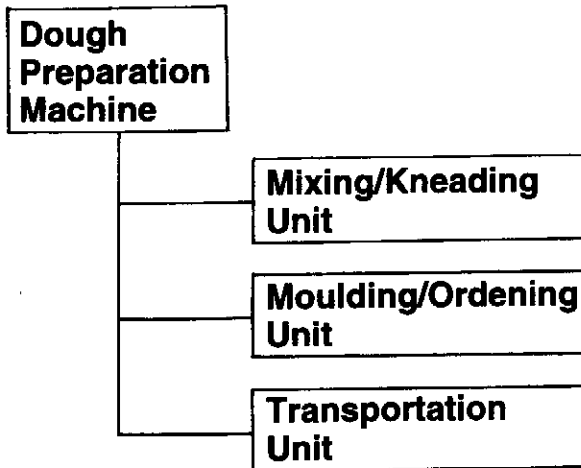 Dough
Preparation
Machine
Mixing/Kneading
Unit
Moulding/Ordening
Unit
Transportation
Unit